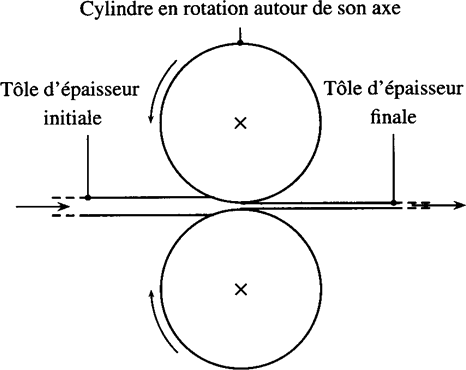 Cylindre en rotation autour de son axe
Tôle d'épaisseur
initiale
Tôle d'épaisseur
finale